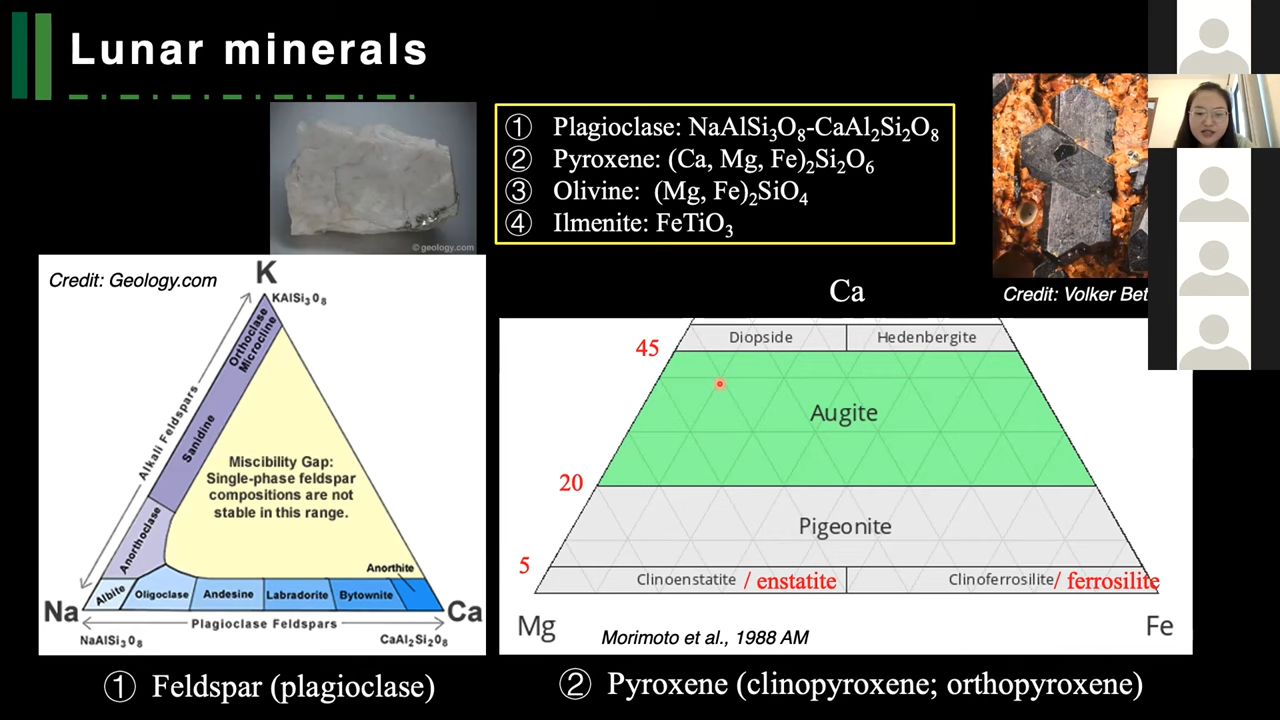 Lunar minerals
① Plagioclase: NaAlSi₃O₈-CaAl₂Si₂O₈
② Pyroxene: (Ca, Mg, Fe)₂Si₂O₆
③ Olivine: (Mg, Fe)₂SiO₄
④ Ilmenite: FeTiO₃
© geology.com
Credit: Geology.com
K
KAlSi₃0₈
Orthoclase
Microcline
Sanidine
Alkali Feldspars
Anorthoclase
Miscibility Gap:
Single-phase feldspar
compositions are not
stable in this range.
Anorthite
Albite
Oligoclase
Andesine
Labradorite
Bytownite
Na
Ca
Plagioclase Feldspars
NaAlSi₃0₈
CaAl₂Si₂0₈
① Feldspar (plagioclase)
Credit: Volker Bet
Ca
Diopside
Hedenbergite
45
Augite
20
Pigeonite
5
Clinoenstatite / enstatite
Clinoferrosilite/ ferrosilite
Mg
Fe
Morimoto et al., 1988 AM
② Pyroxene (clinopyroxene; orthopyroxene)